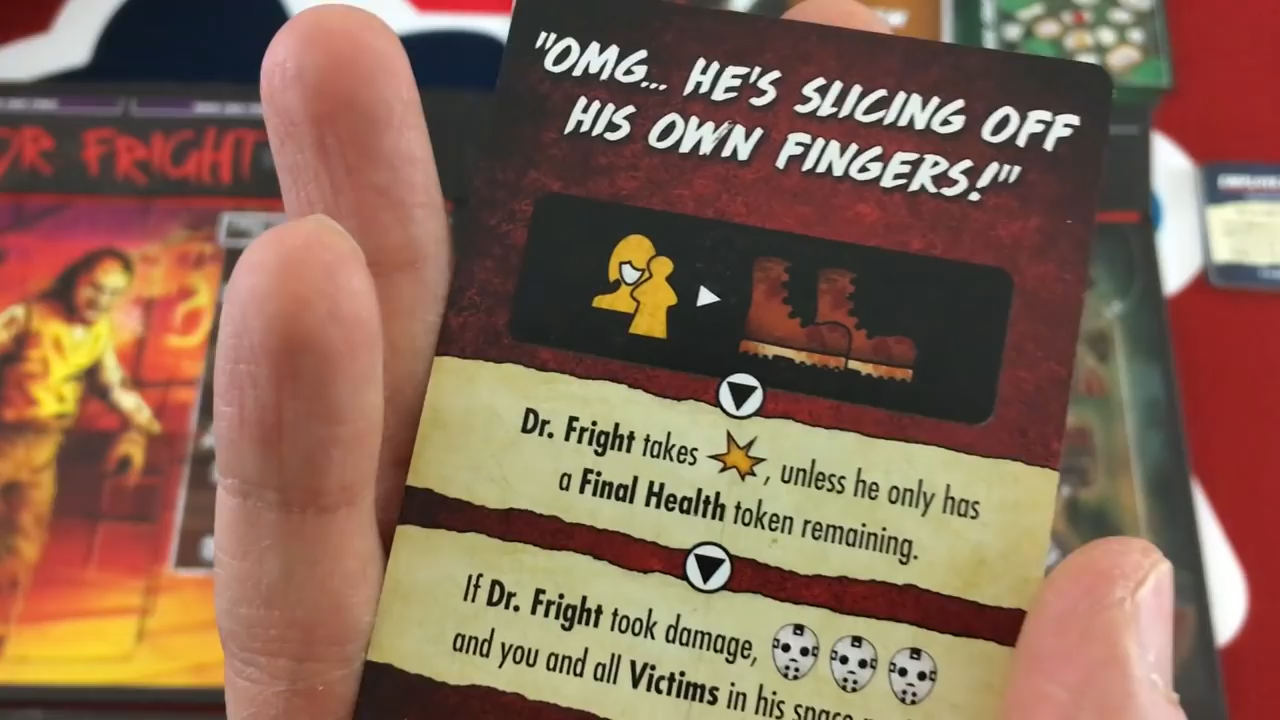 DR FRIGHT
"OMG... HE'S SLICING OFF
HIS OWN FINGERS!"
Dr. Fright takes , unless he only has
a Final Health token remaining.
If Dr. Fright took damage,
and you and all Victims in his space